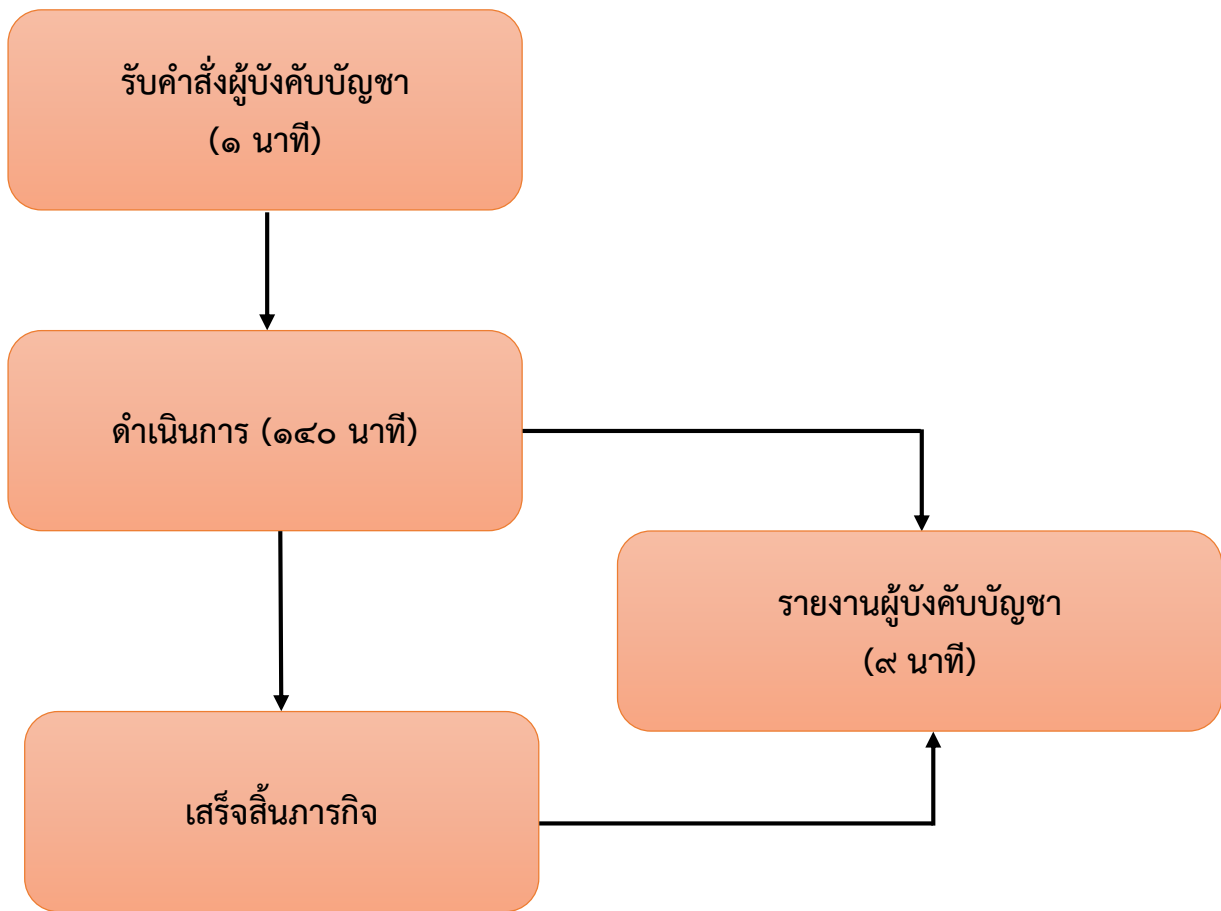 รับคำสั่งผู้บังคับบัญชา
(๑ นาที)
ดำเนินการ (๑๔๐ นาที)
รายงานผู้บังคับบัญชา
(๙ นาที)
เสร็จสิ้นภารกิจ